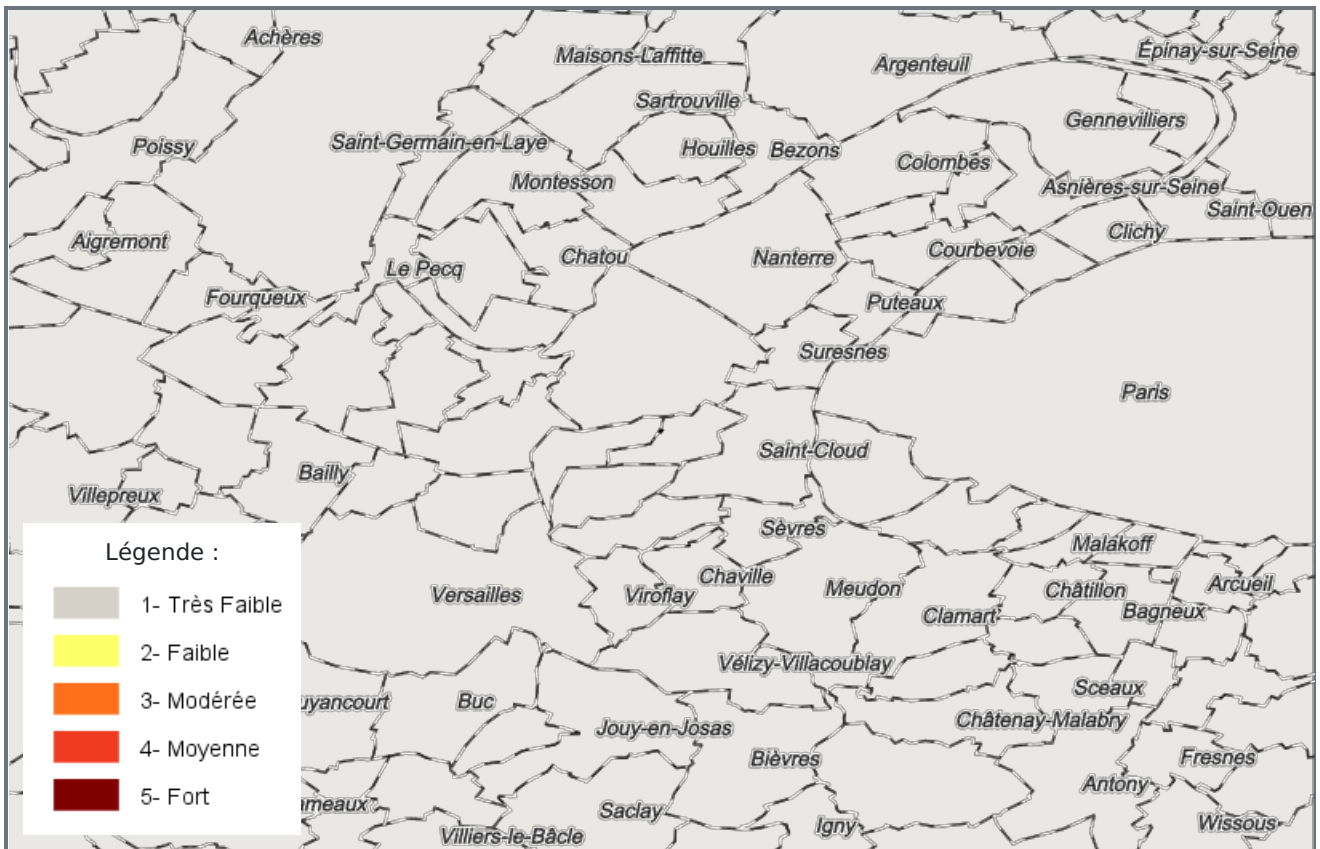 Achères
Épinay-sur-Seine
Maisons-Laffitte
Argenteuil
Sartrouville
Gennevilliers
Poissy
Saint-Germain-en-Laye
Houilles
Bezons
Colombes
Montesson
Asnières-sur-Seine
Saint-Ouen
Aigremont
Clichy
Chatou
Nanterre
Courbevoie
Le Pecq
Fourqueux
Puteaux
Suresnes
Paris
Saint-Cloud
Bailly
Villepreux
Sèvres
Malakoff
Légende :
1- Très Faible
2- Faible
3- Modérée
4- Moyenne
5- Fort
Chaville
Versailles
Viroflay
Meudon
Châtillon
Arcueil
Bagneux
Clamart
Vélizy-Villacoublay
Sceaux
uyancourt
Buc
Jouy-en-Josas
Châtenay-Malabry
Bièvres
Fresnes
Antony
ameaux
Saclay
Igny
Wissous
Villiers-le-Bâcle